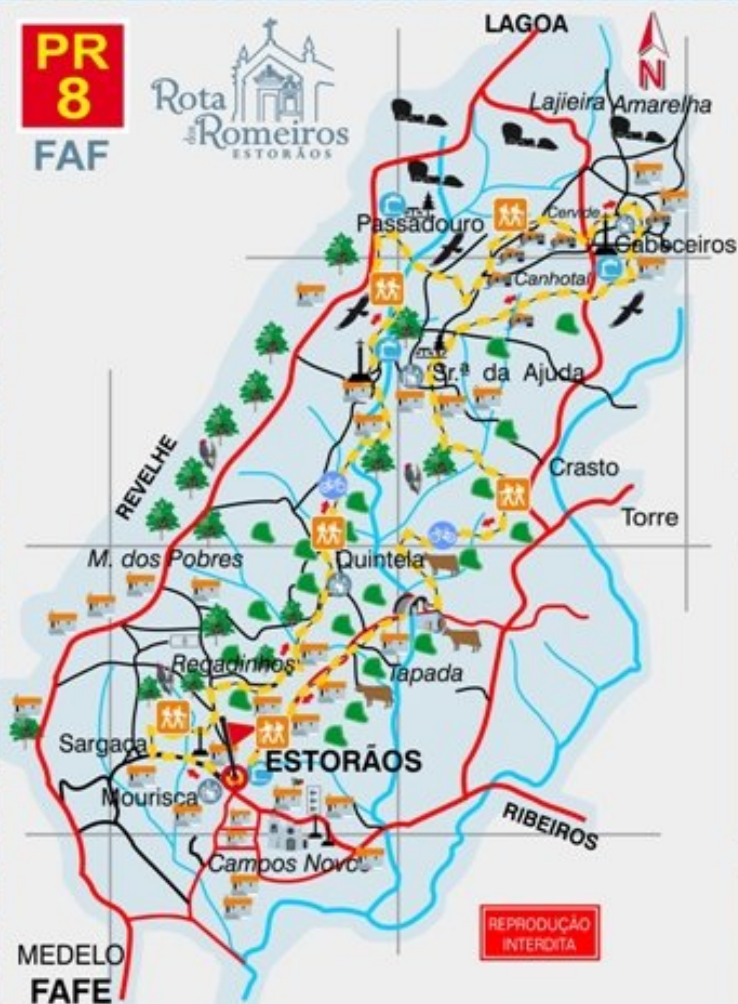 PR
8
FAF
Rota
dos Romeiros
ESTORÃOS
LAGOA
N
Lajieira Amarelha
Passadouro
Cervide
Cabeceiros
Canhotal
Sr.ª da Ajuda
REVELHE
Crasto
Torre
M. dos Pobres
Quintela
Regadinhos
Tapada
Sargaça
ESTORÃOS
Mourisca
RIBEIROS
Campos Novos
REPRODUÇÃO
INTERDITA
MEDELO
FAFE